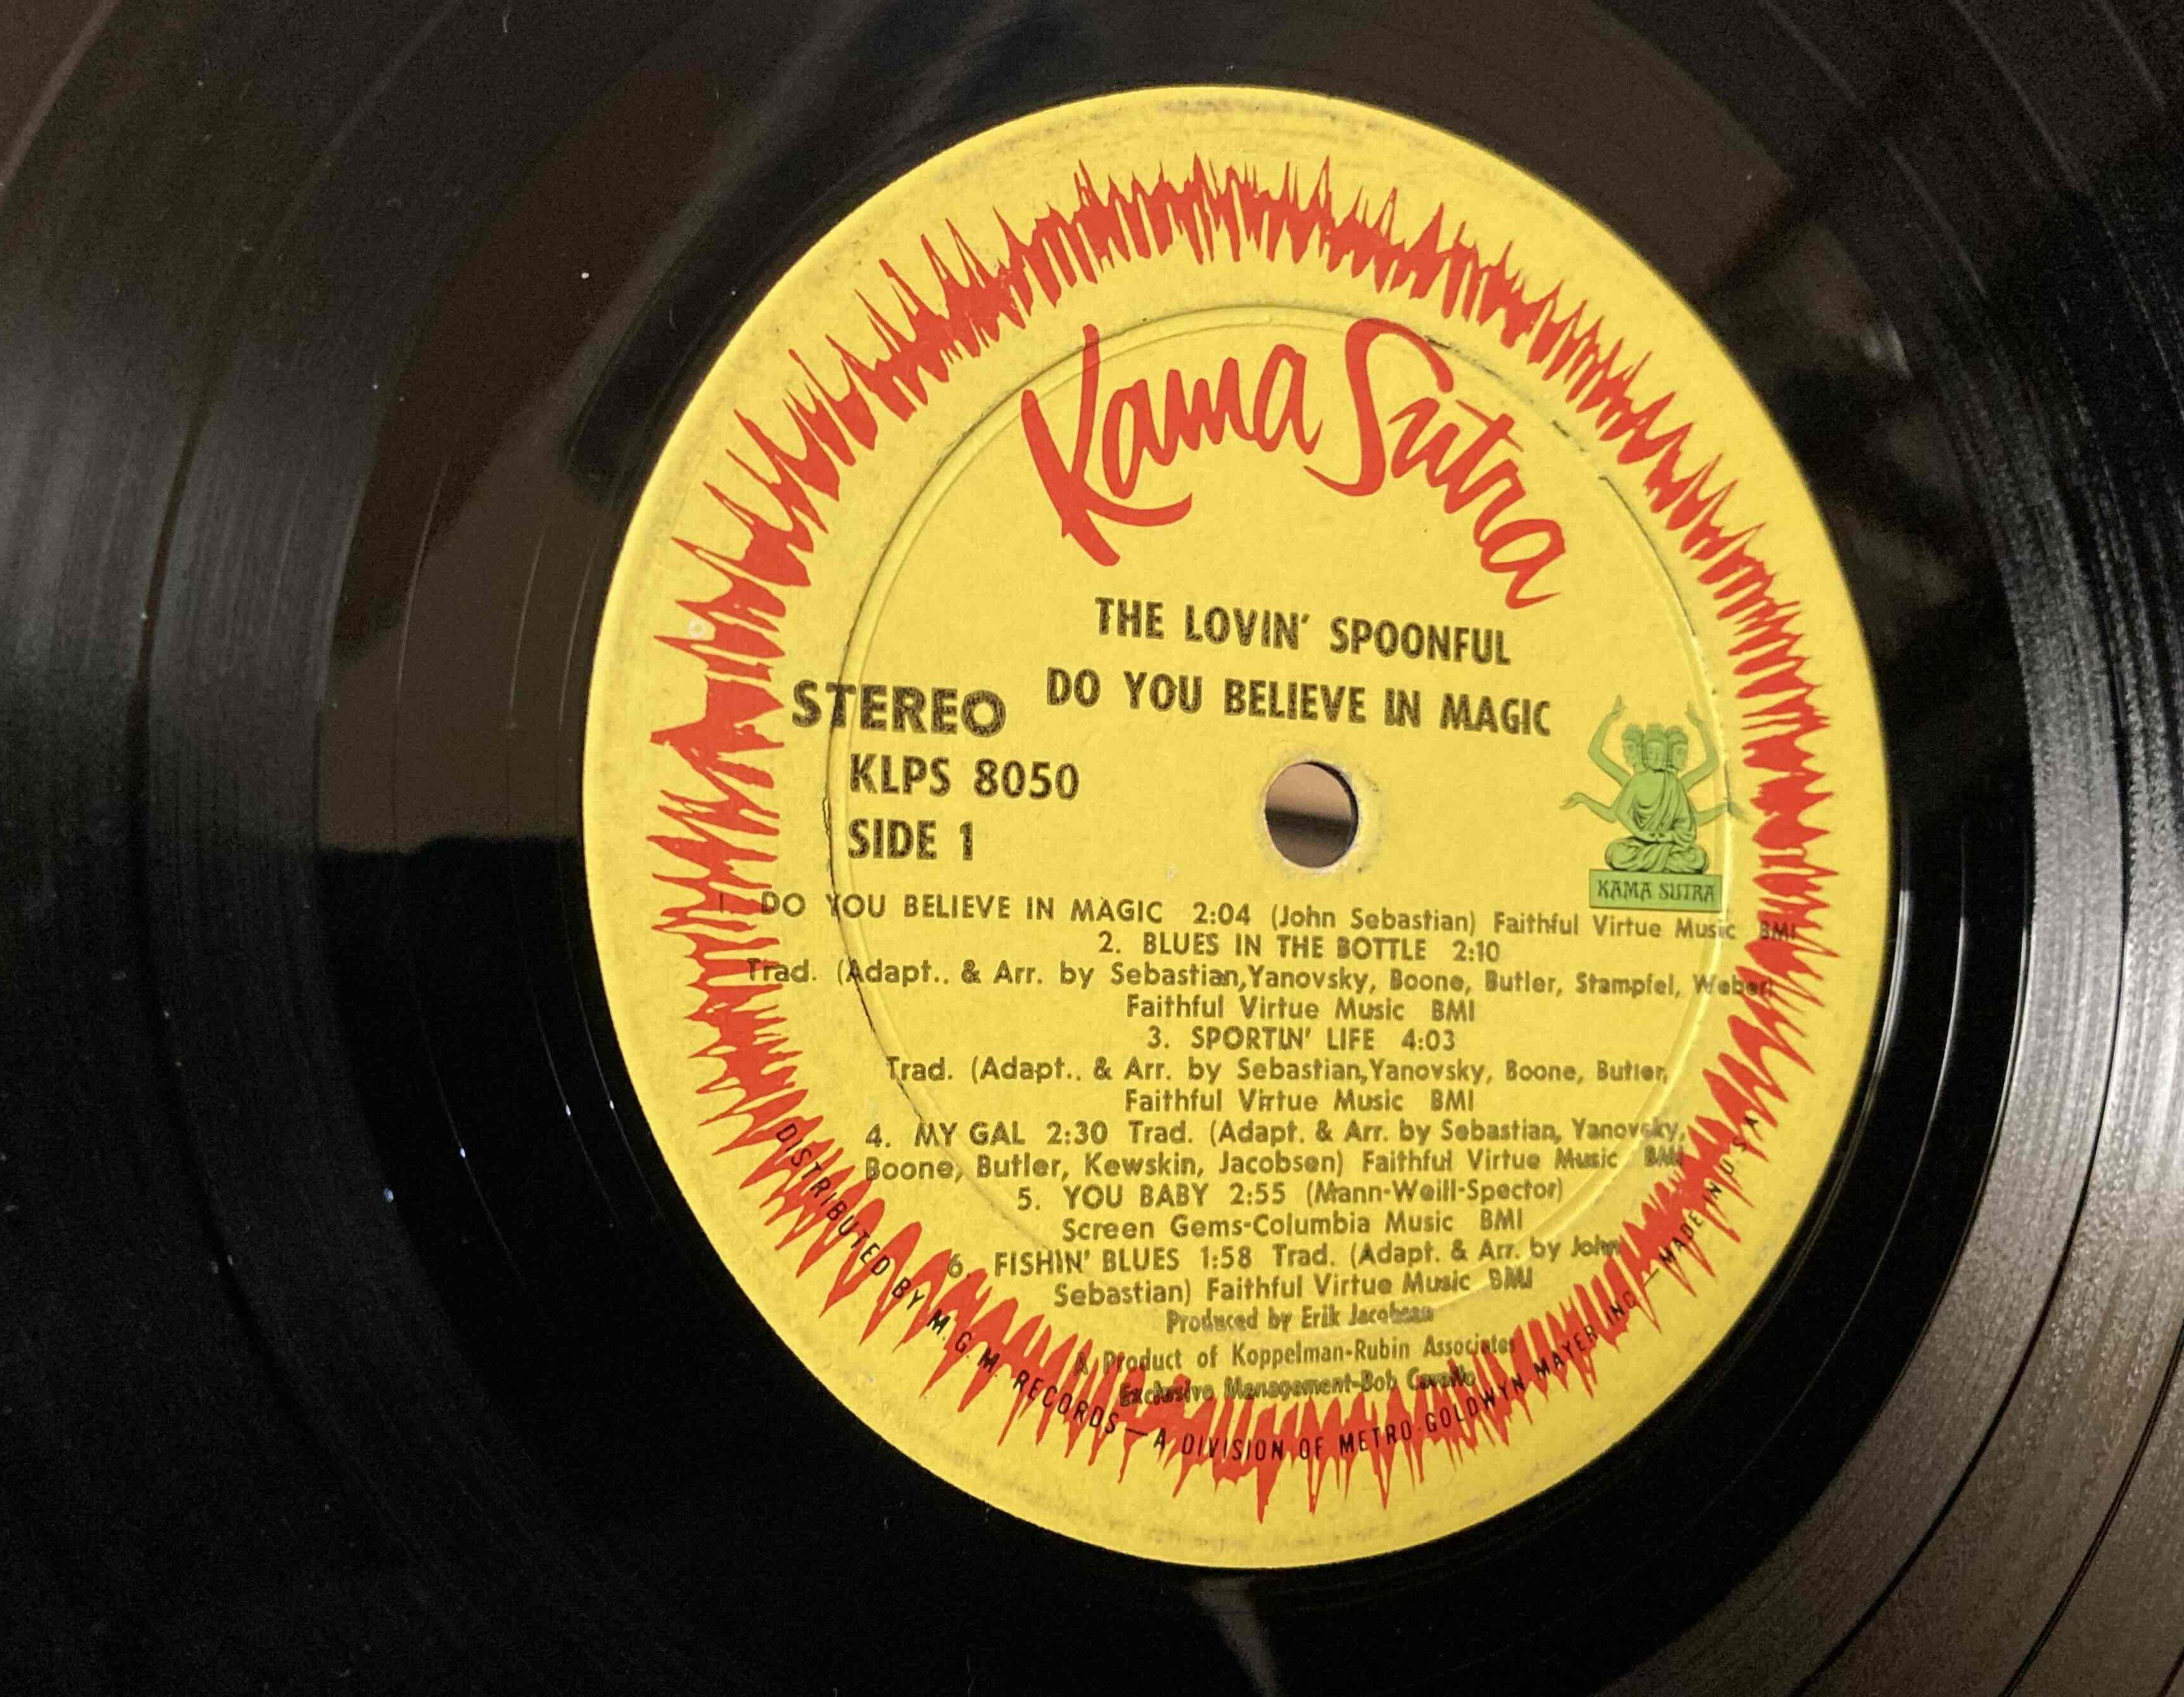 Kama Sutra
THE LOVIN' SPOONFUL
DO YOU BELIEVE IN MAGIC
STEREO
KLPS 8050
SIDE 1
KAMA SUTRA
1 DO YOU BELIEVE IN MAGIC 2:04 (John Sebastian) Faithful Virtue Music BMI
2. BLUES IN THE BOTTLE 2:10
Trad. (Adapt.. & Arr. by Sebastian,Yanovsky, Boone, Butler, Stampfel, Weber)
Faithful Virtue Music BMI
3. SPORTIN' LIFE 4:03
Trad. (Adapt.. & Arr. by Sebastian,Yanovsky, Boone, Butler,
Faithful Virtue Music BMI
4. MY GAL 2:30 Trad. (Adapt. & Arr. by Sebastian, Yanovsky,
Boone, Butler, Kewskin, Jacobsen) Faithful Virtue Music BMI
5. YOU BABY 2:55 (Mann-Weill-Spector)
Screen Gems-Columbia Music BMI
6. FISHIN' BLUES 1:58 Trad. (Adapt. & Arr. by John
Sebastian) Faithful Virtue Music BMI
Produced by Erik Jacobsen
A Product of Koppelman-Rubin Associates
Exclusive Management-Bob Cavallo
DISTRIBUTED BY M. G. M. RECORDS — A DIVISION OF METRO-GOLDWYN MAYER INC. — MADE IN U.S.A.